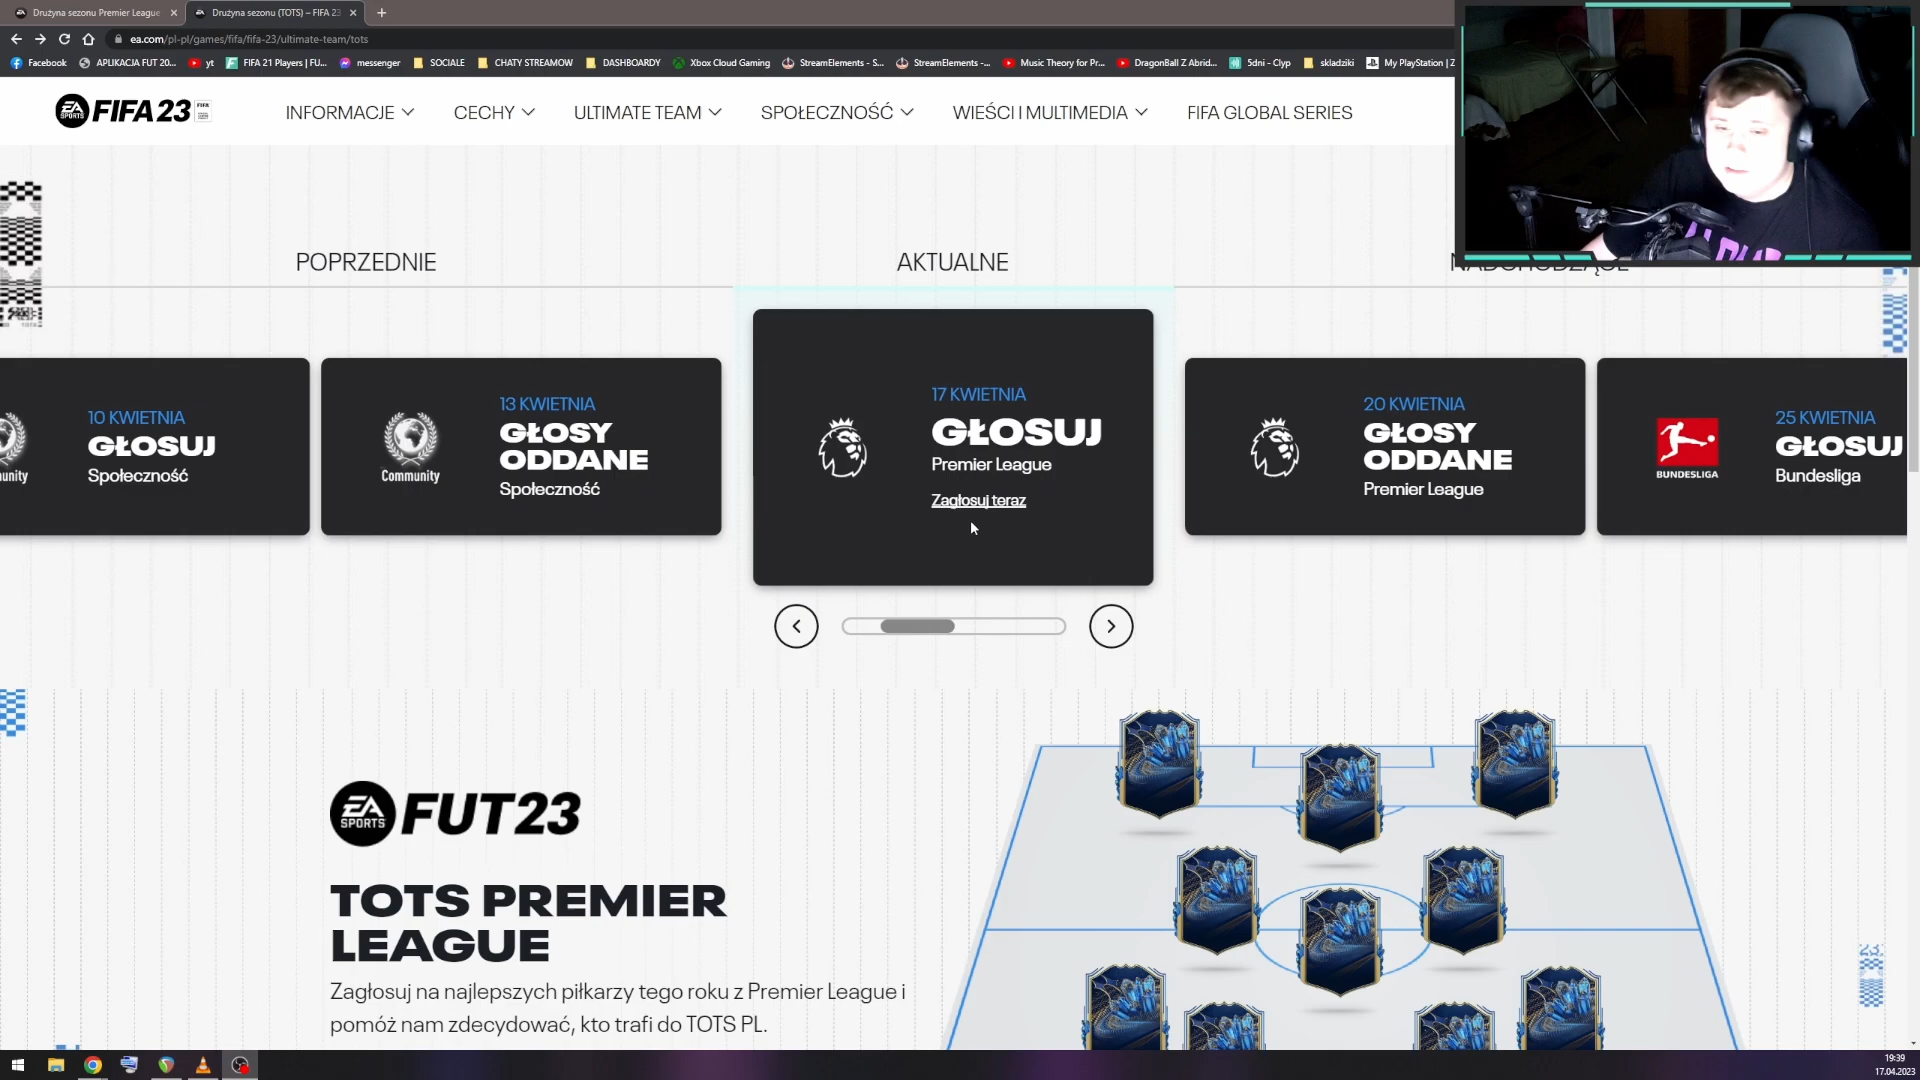 Drużyna sezonu Premier League
Drużyna sezonu (TOTS) – FIFA 23
ea.com/pl-pl/games/fifa/fifa-23/ultimate-team/tots
Facebook
APLIKACJA FUT 20...
yt
FIFA 21 Players | FU...
messenger
SOCIALE
CHATY STREAMOW
DASHBOARDY
Xbox Cloud Gaming
StreamElements - S...
StreamElements -...
Music Theory for Pr...
DragonBall Z Abrid...
5dni - Clyp
skladziki
My PlayStation | Z
EA SPORTS FIFA 23
INFORMACJE
CECHY
ULTIMATE TEAM
SPOŁECZNOŚĆ
WIEŚCI I MULTIMEDIA
FIFA GLOBAL SERIES
POPRZEDNIE
AKTUALNE
NADCHODZĄCE
10 KWIETNIA
GŁOSUJ
Społeczność
Community
13 KWIETNIA
GŁOSY
ODDANE
Społeczność
17 KWIETNIA
GŁOSUJ
Premier League
Zagłosuj teraz
20 KWIETNIA
GŁOSY
ODDANE
Premier League
BUNDESLIGA
25 KWIETNIA
GŁOSUJ
Bundesliga
EA SPORTS FUT 23
TOTS PREMIER
LEAGUE
Zagłosuj na najlepszych piłkarzy tego roku z Premier League i
pomóż nam zdecydować, kto trafi do TOTS PL.
23
19:39
17.04.2023